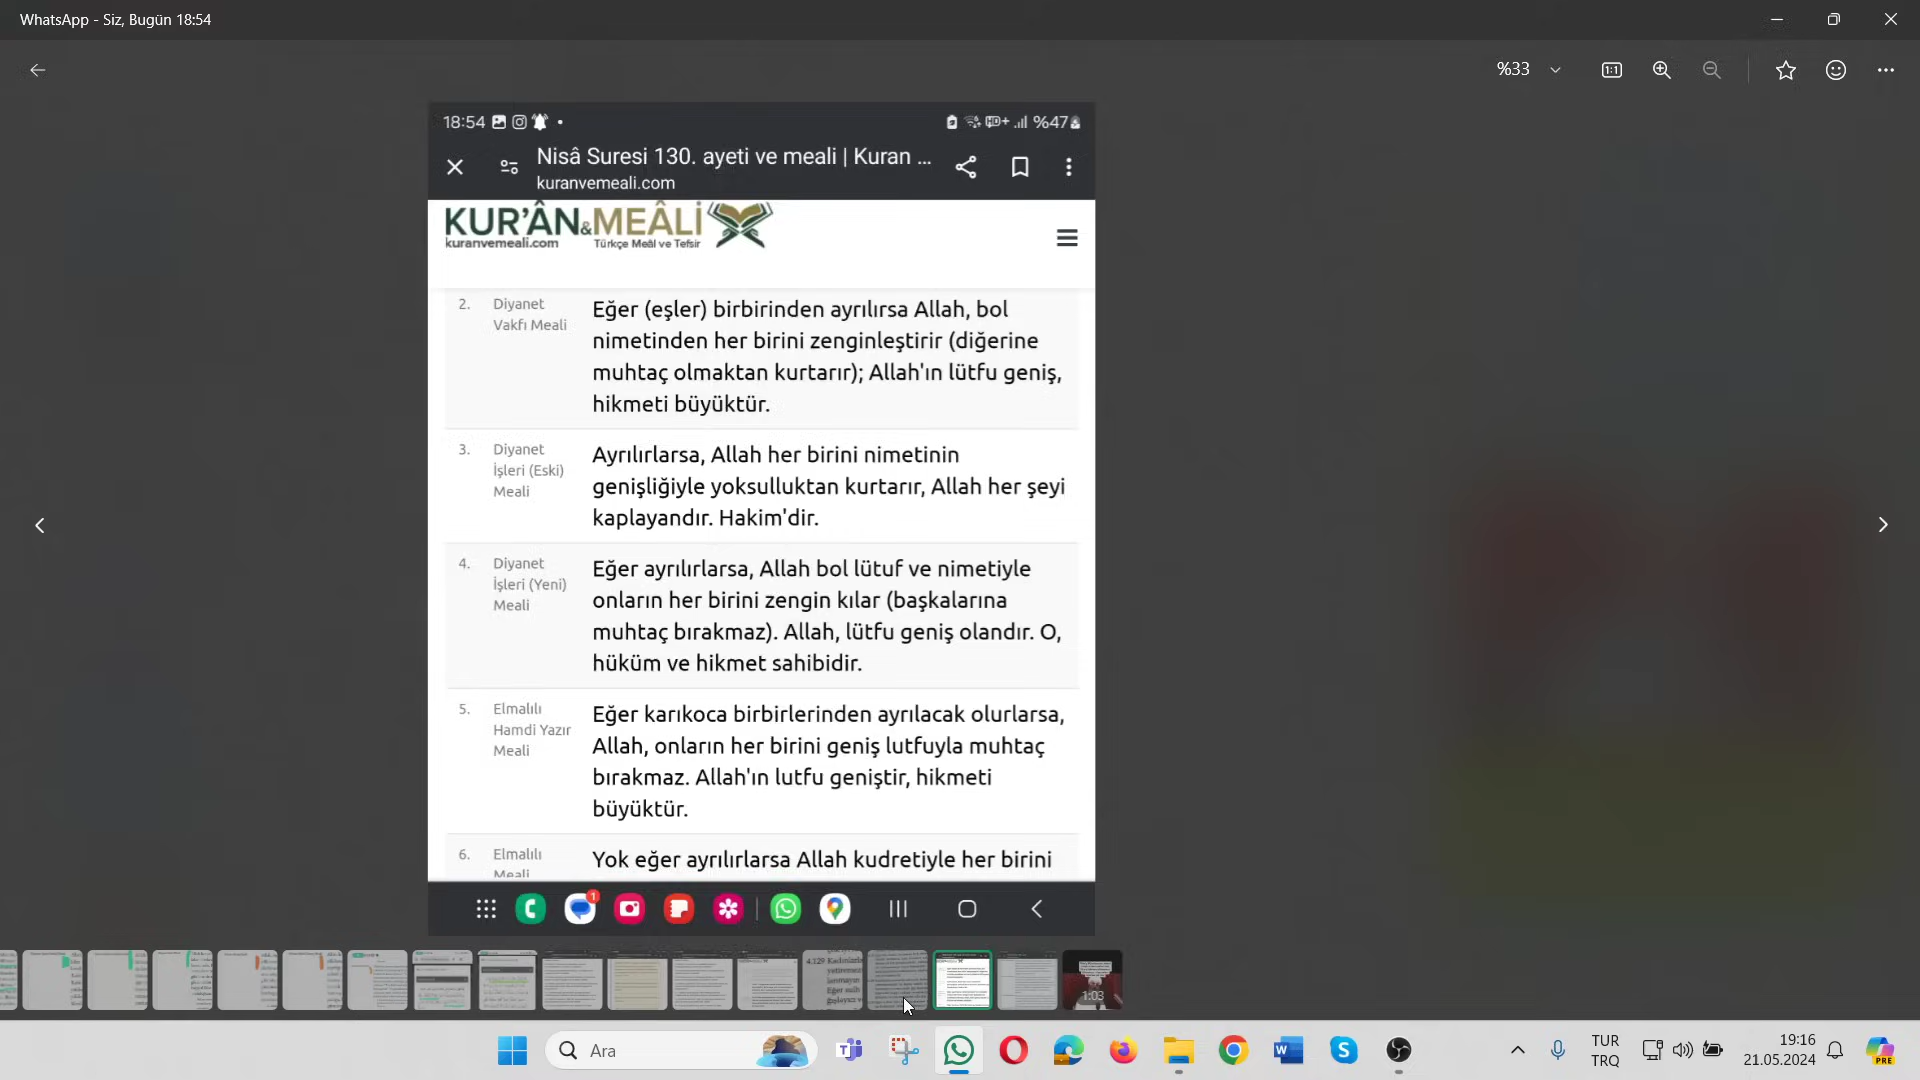 WhatsApp - Siz, Bugün 18:54
%33
18:54
%47
Nisâ Suresi 130. ayeti ve meali | Kuran ...
kuranvemeali.com
KUR'ÂN&MEÂLİ
kuranvemeali.com Türkçe Meâl ve Tefsir
2. Diyanet Vakfı Meali
Eğer (eşler) birbirinden ayrılırsa Allah, bol
nimetinden her birini zenginleştirir (diğerine
muhtaç olmaktan kurtarır); Allah'ın lütfu geniş,
hikmeti büyüktür.
3. Diyanet İşleri (Eski) Meali
Ayrılırlarsa, Allah her birini nimetinin
genişliğiyle yoksulluktan kurtarır, Allah her şeyi
kaplayandır. Hakim'dir.
4. Diyanet İşleri (Yeni) Meali
Eğer ayrılırlarsa, Allah bol lütuf ve nimetiyle
onların her birini zengin kılar (başkalarına
muhtaç bırakmaz). Allah, lütfu geniş olandır. O,
hüküm ve hikmet sahibidir.
5. Elmalılı Hamdi Yazır Meali
Eğer karıkoca birbirlerinden ayrılacak olurlarsa,
Allah, onların her birini geniş lutfuyla muhtaç
bırakmaz. Allah'ın lutfu geniştir, hikmeti
büyüktür.
6. Elmalılı Meali
Yok eğer ayrılırlarsa Allah kudretiyle her birini
1
4.129 Kadınızla
1:03
Ara
TUR
TRQ
19:16
21.05.2024
PRE